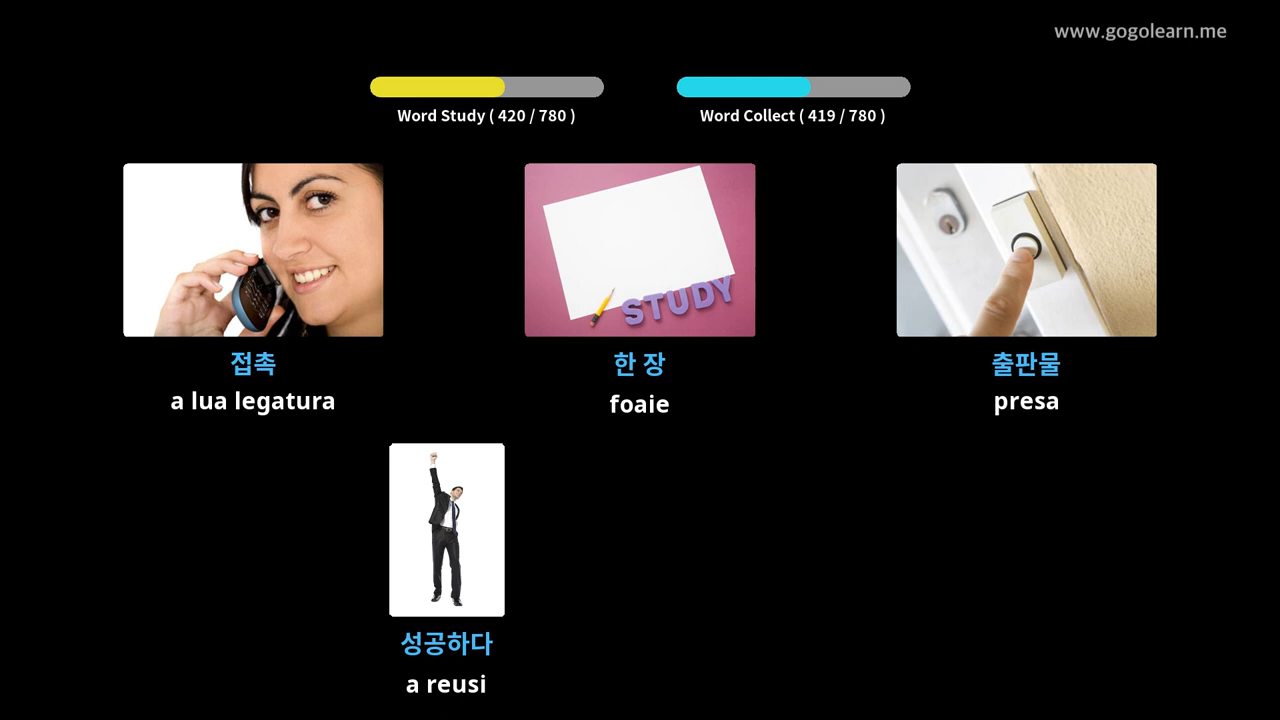 www.gogolearn.me
Word Study ( 420 / 780 )
Word Collect ( 419 / 780 )
STUDY
접촉
a lua legatura
한 장
foaie
출판물
presa
성공하다
a reusi